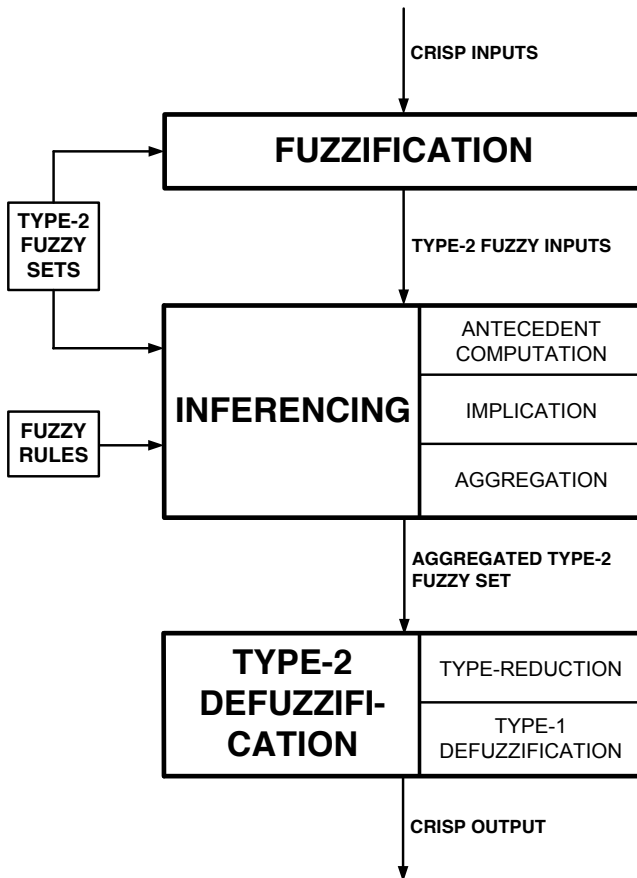 CRISP INPUTS
FUZZIFICATION
TYPE-2
FUZZY
SETS
TYPE-2 FUZZY INPUTS
INFERENCING
ANTECEDENT
COMPUTATION
IMPLICATION
AGGREGATION
FUZZY
RULES
AGGREGATED TYPE-2
FUZZY SET
TYPE-2
DEFUZZIFI-
CATION
TYPE-REDUCTION
TYPE-1
DEFUZZIFICATION
CRISP OUTPUT